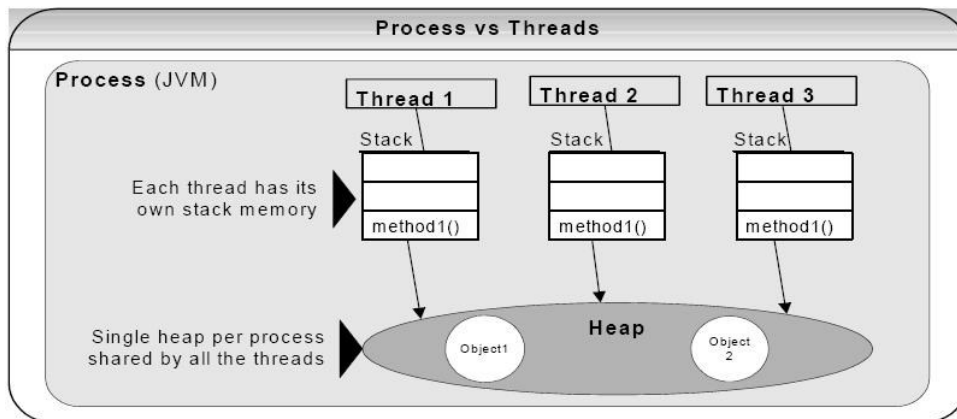 Process vs Threads
Process (JVM)
Thread 1
Thread 2
Thread 3
Stack
Stack
Stack
Each thread has its
own stack memory
method1()
method1()
method1()
Single heap per process
shared by all the threads
Heap
Object1
Object
2